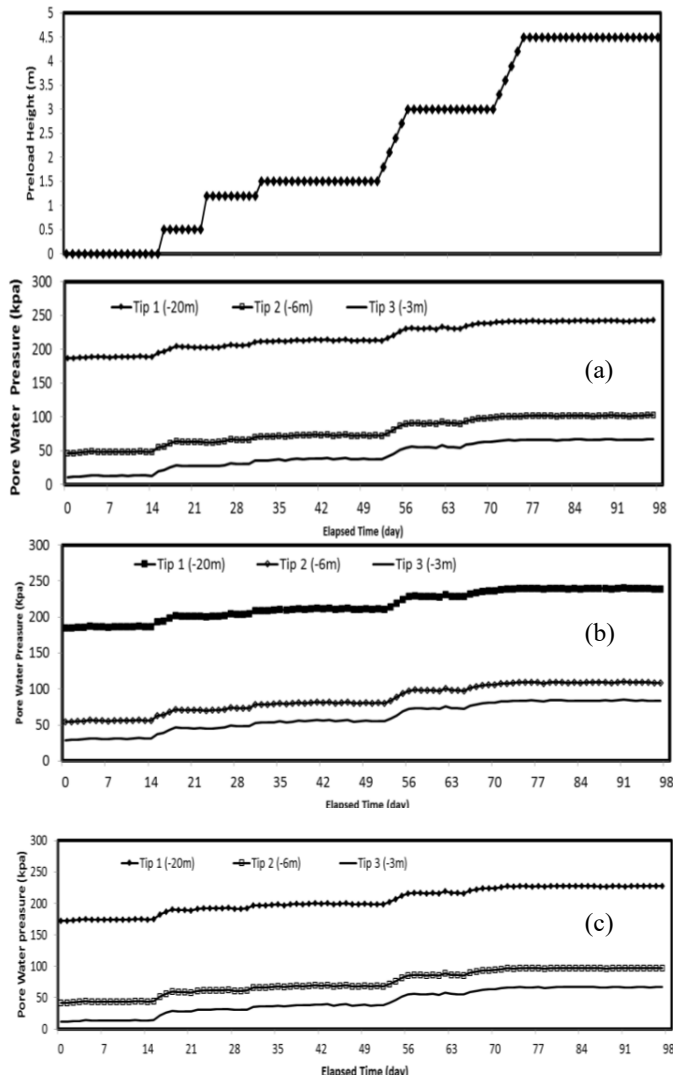 Preload Height (m)
5
4.5
4
3.5
3
2.5
2
1.5
1
0.5
0
Pore Water Preasure (kpa)
300
250
200
150
100
50
0
Tip 1 (-20m) Tip 2 (-6m) Tip 3 (-3m)
(a)
0 7 14 21 28 35 42 49 56 63 70 77 84 91 98
Elapsed Time (day)
Pore Water Preasure (Kpa)
300
250
200
150
100
50
0
Tip 1 (-20m) Tip 2 (-6m) Tip 3 (-3m)
(b)
0 7 14 21 28 35 42 49 56 63 70 77 84 91 98
Elapsed Time (day)
Pore Water preasure (kpa)
300
250
200
150
100
50
0
Tip 1 (-20m) Tip 2 (-6m) Tip 3 (-3m)
(c)
0 7 14 21 28 35 42 49 56 63 70 77 84 91 98
Elapsed Time (day)